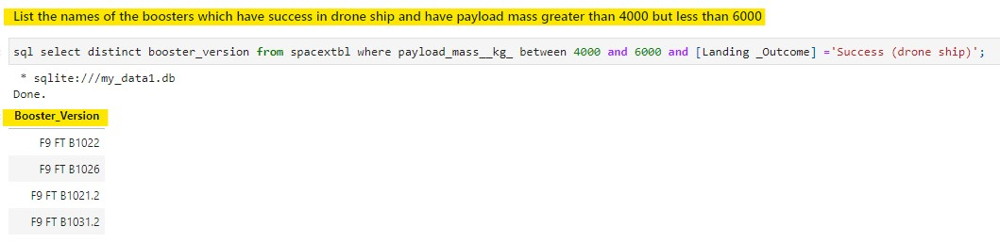 List the names of the boosters which have success in drone ship and have payload mass greater than 4000 but less than 6000
sql select distinct booster_version from spacextbl where payload_mass__kg_ between 4000 and 6000 and [Landing _Outcome] ='Success (drone ship)';
* sqlite:///my_data1.db
Done.
Booster_Version
F9 FT B1022
F9 FT B1026
F9 FT B1021.2
F9 FT B1031.2